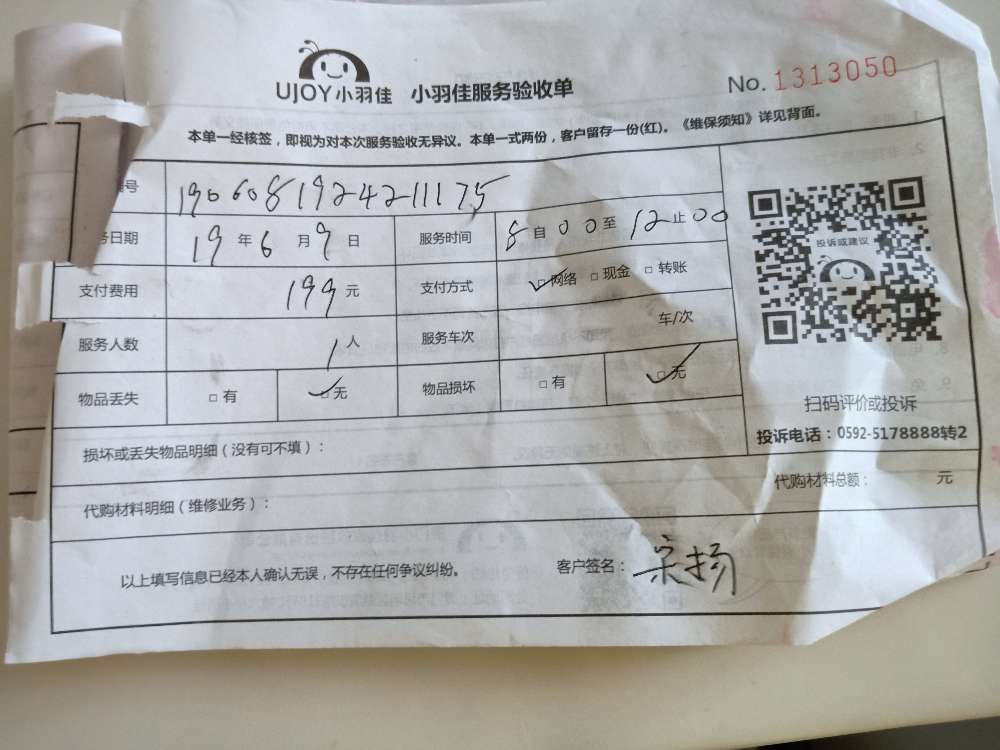 UJOY小羽佳 小羽佳服务验收单 No. 1313050
本单一经核签，即视为对本次服务验收无异议。本单一式两份，客户留存一份(红)。《维保须知》详见背面。
号 1906081924211175
日期 19 年 6 月 9 日 服务时间 8 自 00 至 12 止 00
投诉或建议
支付费用 199 元 支付方式 □网络 □现金 □转账
服务人数 1 人 服务车次 车/次
物品丢失 □有 □无 物品损坏 □有 □无
扫码评价或投诉
投诉电话：0592-5178888转2
损坏或丢失物品明细（没有可不填）：
代购材料明细（维修业务）： 代购材料总额： 元
以上填写信息已经本人确认无误，不存在任何争议纠纷。 客户签名：